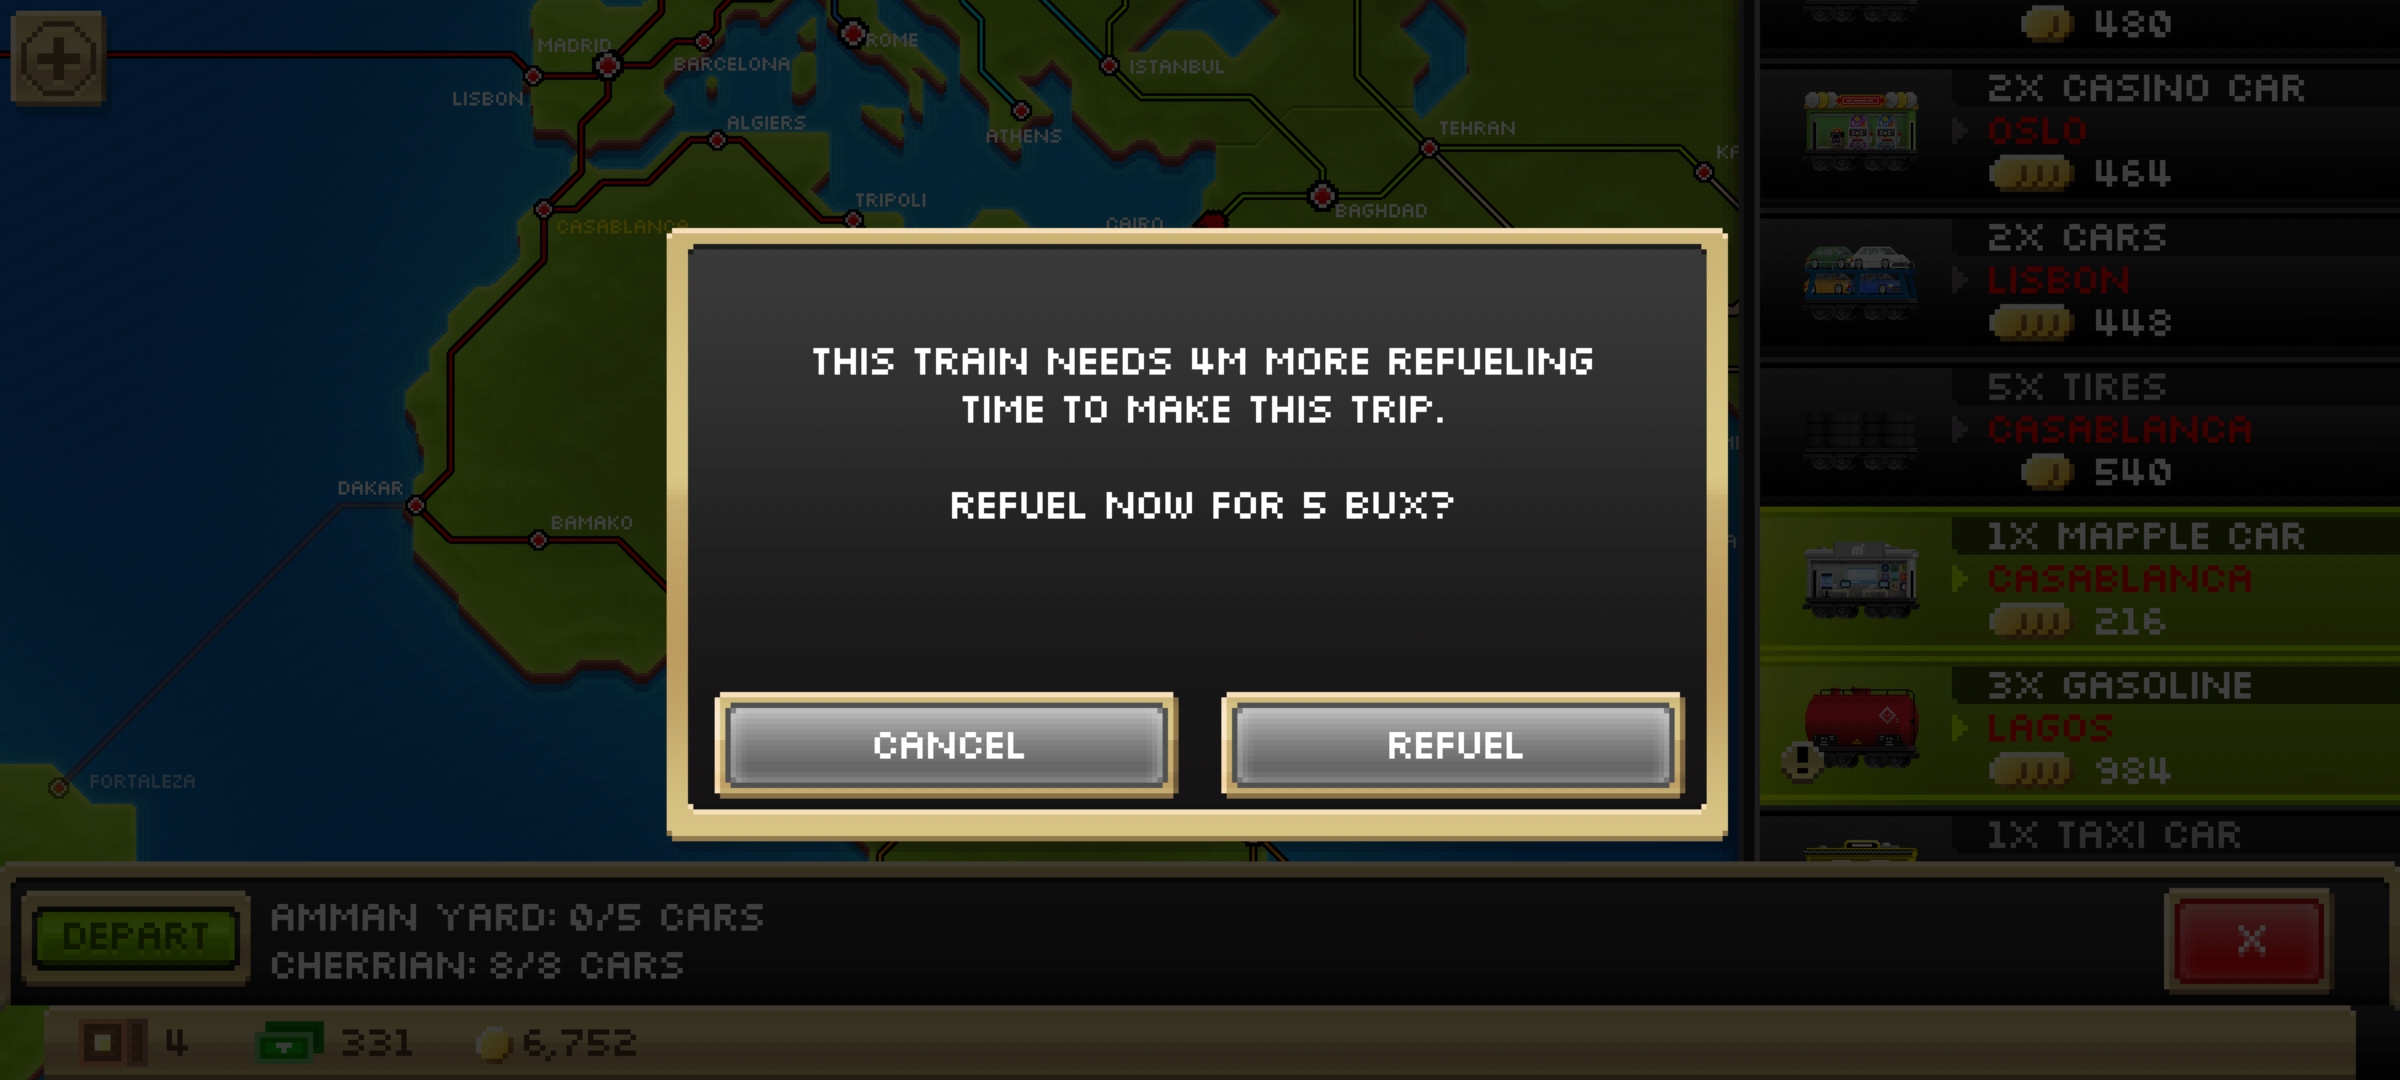 MADRID
BARCELONA
ROME
ISTANBUL
LISBON
ALGIERS
ATHENS
TEHRAN
TRIPOLI
CASABLANCA
CAIRO
BAGHDAD
DAKAR
BAMAKO
FORTALEZA
THIS TRAIN NEEDS 4M MORE REFUELING
TIME TO MAKE THIS TRIP.
REFUEL NOW FOR 5 BUX?
CANCEL
REFUEL
480
2X CASINO CAR
OSLO
464
2X CARS
LISBON
448
5X TIRES
CASABLANCA
540
1X MAPPLE CAR
CASABLANCA
216
3X GASOLINE
LAGOS
984
1X TAXI CAR
DEPART
AMMAN YARD: 0/5 CARS
CHERRIAN: 8/8 CARS
X
4
331
6,752